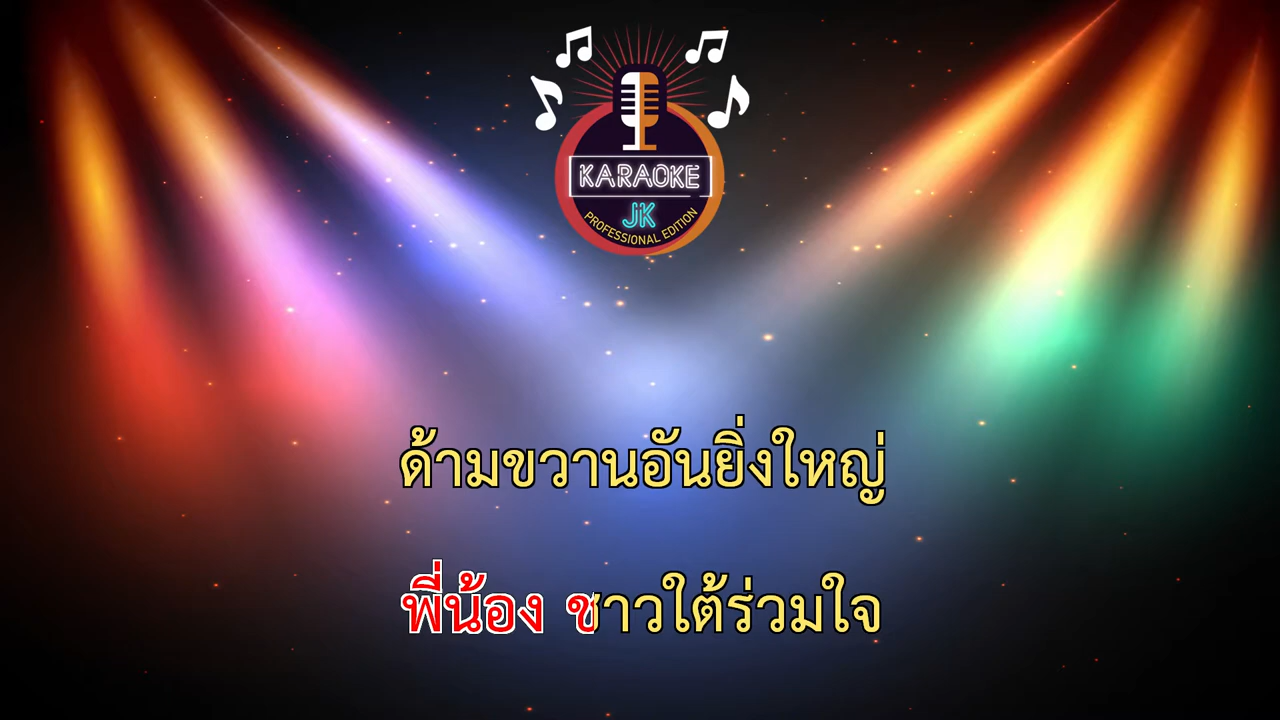 KARAOKE
JK
PROFESSIONAL EDITION
ด้ามขวานอันยิ่งใหญ่
พี่น้อง ชาวใต้ร่วมใจ